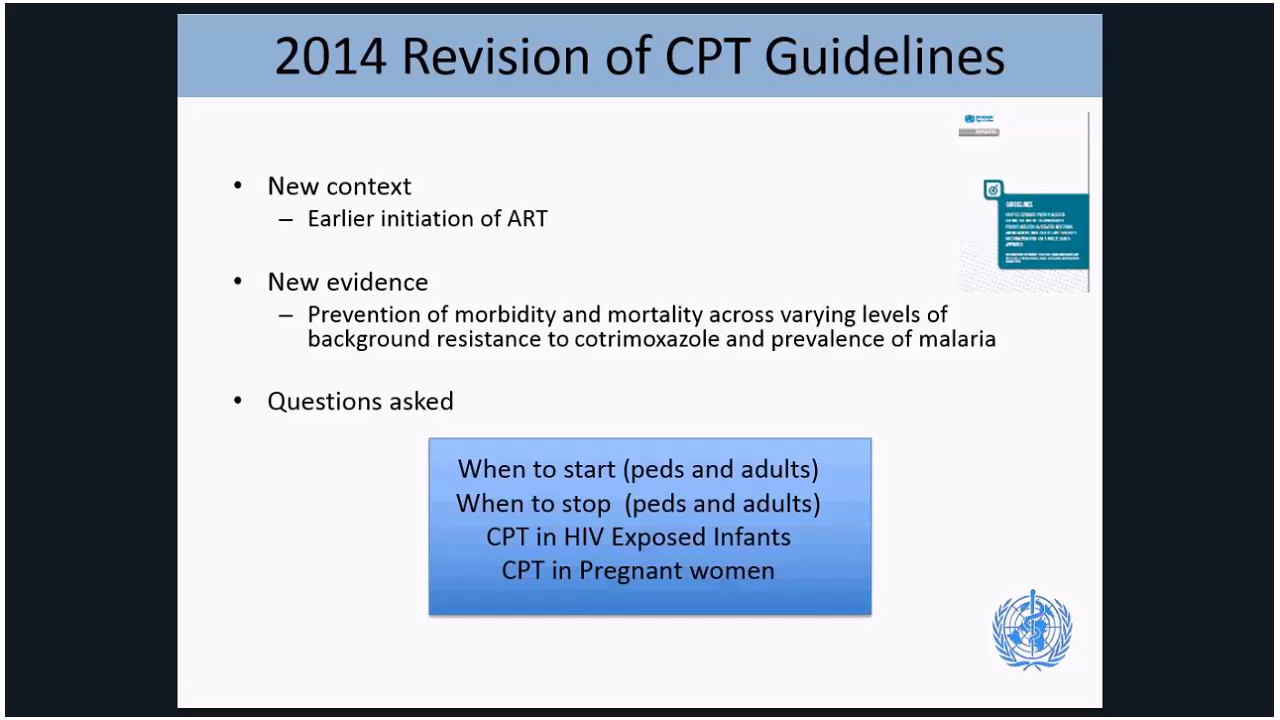 2014 Revision of CPT Guidelines
• New context
– Earlier initiation of ART
• New evidence
– Prevention of morbidity and mortality across varying levels of
background resistance to cotrimoxazole and prevalence of malaria
• Questions asked
When to start (peds and adults)
When to stop (peds and adults)
CPT in HIV Exposed Infants
CPT in Pregnant women
GUIDELINES